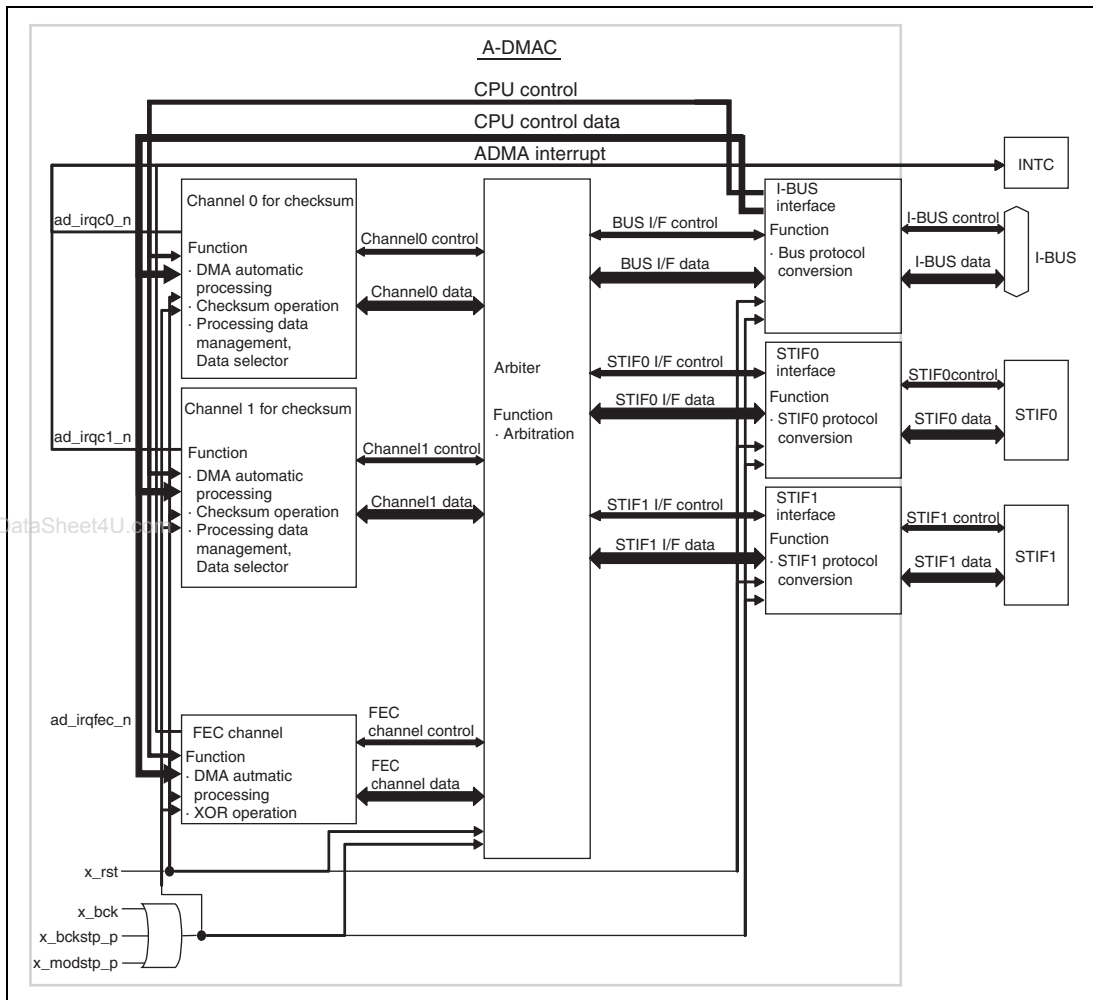 A-DMAC
CPU control
CPU control data
ADMA interrupt
INTC
ad_irqc0_n
Channel 0 for checksum
Function
· DMA automatic
processing
· Checksum operation
· Processing data
management,
Data selector
Channel0 control
Channel0 data
ad_irqc1_n
Channel 1 for checksum
Function
· DMA automatic
processing
· Checksum operation
· Processing data
management,
Data selector
Channel1 control
Channel1 data
ad_irqfec_n
FEC channel
Function
· DMA autmatic
processing
· XOR operation
FEC
channel control
FEC
channel data
Arbiter
Function
· Arbitration
BUS I/F control
BUS I/F data
STIF0 I/F control
STIF0 I/F data
STIF1 I/F control
STIF1 I/F data
I-BUS
interface
Function
· Bus protocol
conversion
I-BUS control
I-BUS data
I-BUS
STIF0
interface
Function
· STIF0 protocol
conversion
STIF0control
STIF0 data
STIF0
STIF1
interface
Function
· STIF1 protocol
conversion
STIF1 control
STIF1 data
STIF1
x_rst
x_bck
x_bckstp_p
x_modstp_p
DataSheet4U.com